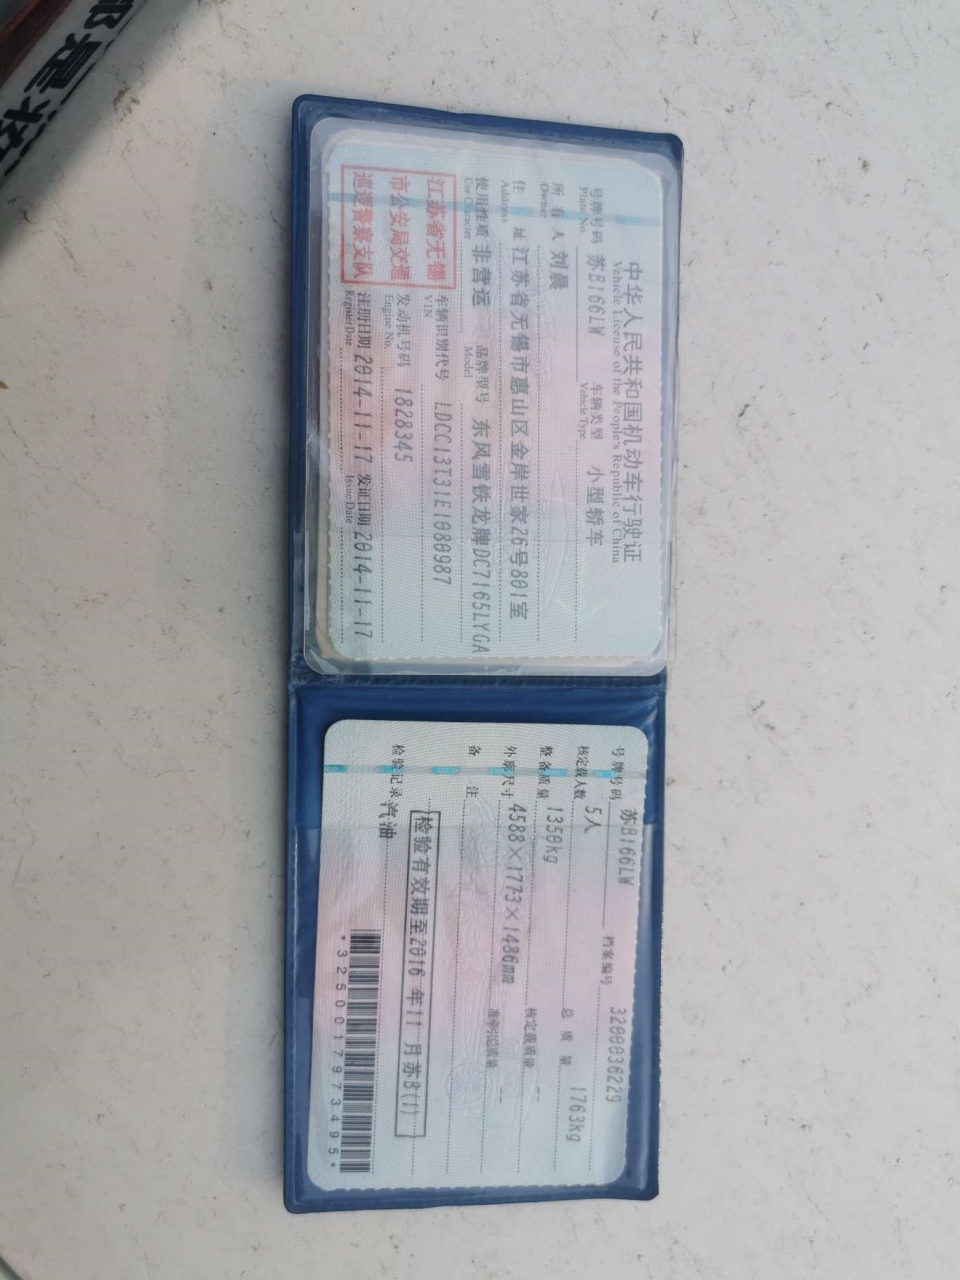 中华人民共和国机动车行驶证
Vehicle License of the People's Republic of China
号牌号码 苏B166LW 车辆类型 小型轿车
Plate No. Vehicle Type
所有人 刘晨
Owner
住址 江苏省无锡市惠山区金岸世家26号801室
Address
使用性质 非营运 品牌型号 东风雪铁龙牌DC7165LYGA
Use Character Model
江苏省无锡
市公安局交通
巡逻警察支队
车辆识别代号 LDCC13T31E1080987
VIN
发动机号码 1828345
Engine No.
注册日期 2014-11-17 发证日期 2014-11-17
Register Date Issue Date
号牌号码 苏B166LW 档案编号 3200036229
核定载人数 5人 总质量 1763kg
整备质量 1350kg 核定载质量 --
外廓尺寸 4588×1773×1486mm 准牵引总质量 --
备注
检验有效期至2016年11月苏B(1)
检验记录 汽油
*3250017973495*